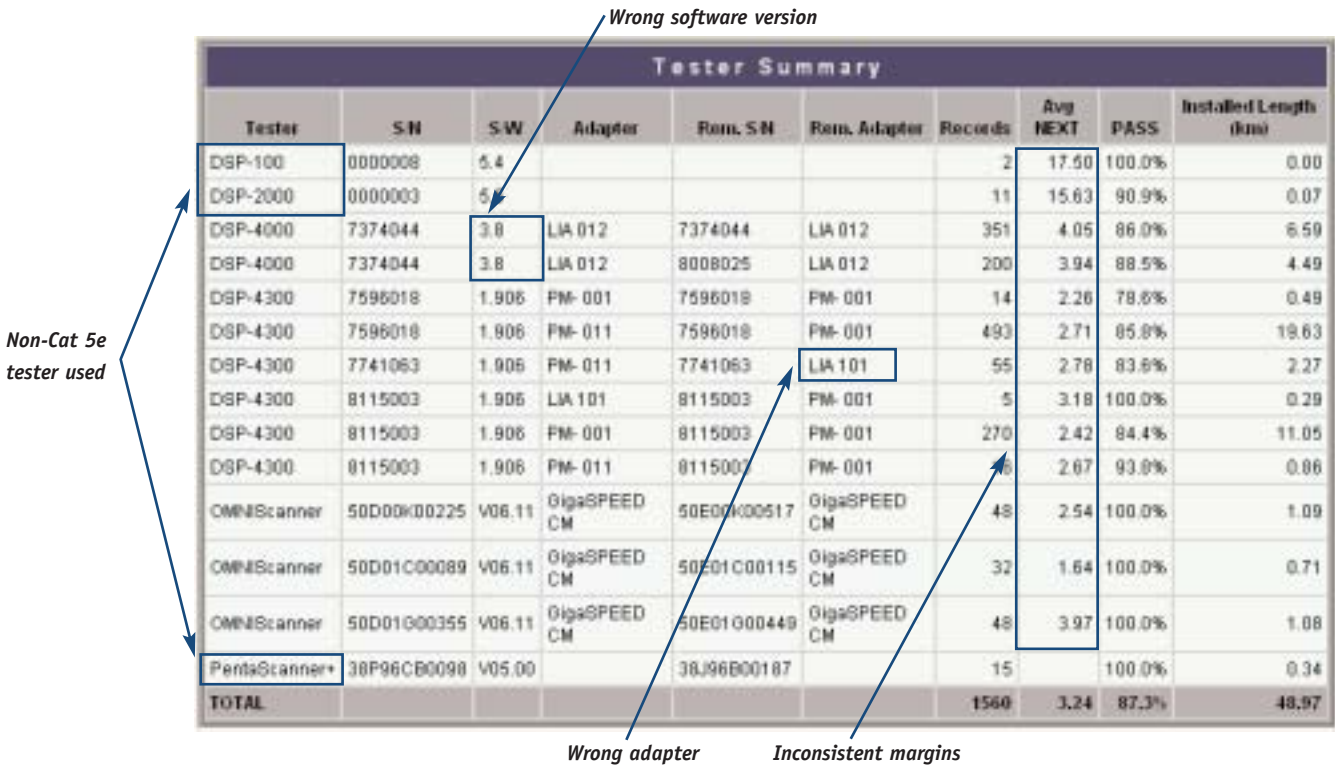 Wrong software version
Tester Summary
Tester S/N S/W Adapter Rem. S/N Rem. Adapter Records Avg NEXT PASS Installed Length (km)
DSP-100 0000008 5.4 2 17.50 100.0% 0.00
DSP-2000 0000003 11 15.63 90.9% 0.07
DSP-4000 7374044 3.8 LIA 012 7374044 LIA 012 351 4.05 86.0% 6.59
DSP-4000 7374044 3.8 LIA 012 8008025 LIA 012 200 3.94 88.5% 4.49
DSP-4300 7596018 1.906 PM- 001 7596018 PM- 001 14 2.26 78.6% 0.49
DSP-4300 7596018 1.906 PM- 011 7596018 PM- 001 493 2.71 85.8% 19.63
DSP-4300 7741063 1.906 PM- 011 7741063 LIA 101 55 2.78 83.6% 2.27
DSP-4300 8115003 1.906 LIA 101 8115003 PM- 001 5 3.18 100.0% 0.29
DSP-4300 8115003 1.906 PM- 001 8115003 PM- 001 270 2.42 84.4% 11.05
DSP-4300 8115003 1.906 PM- 011 8115003 PM- 001 2.67 93.8% 0.86
OMNIScanner 50D00K00225 V06.11 GigaSPEED CM 50E00K00517 GigaSPEED CM 48 2.54 100.0% 1.09
OMNIScanner 50D01C00089 V06.11 GigaSPEED CM 50E01C00115 GigaSPEED CM 32 1.64 100.0% 0.71
OMNIScanner 50D01G00355 V06.11 GigaSPEED CM 50E01G00449 GigaSPEED CM 48 3.97 100.0% 1.08
PentaScanner+ 38P96CB0098 V05.00 38J96B00187 15 100.0% 0.34
TOTAL 1560 3.24 87.3% 48.97
Non-Cat 5e
tester used
Wrong adapter
Inconsistent margins